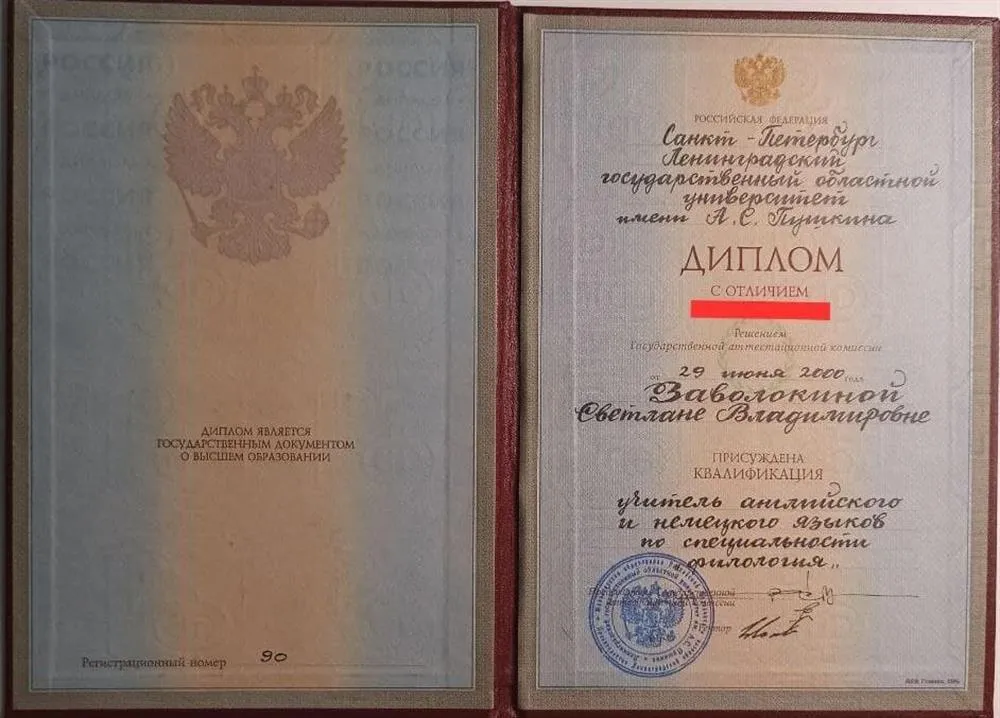 ДИПЛОМ ЯВЛЯЕТСЯ
ГОСУДАРСТВЕННЫМ ДОКУМЕНТОМ
О ВЫСШЕМ ОБРАЗОВАНИИ
Регистрационный номер 90
РОССИЙСКАЯ ФЕДЕРАЦИЯ
Санкт-Петербург
Ленинградский
государственный областной
университет
имени А.С. Пушкина
ДИПЛОМ
С ОТЛИЧИЕМ
Решением
Государственной аттестационной комиссии
от 29 июня 2000 года
Заволокиной
Светлане Владимировне
ПРИСУЖДЕНА
КВАЛИФИКАЦИЯ
учитель английского
и немецкого языков
по специальности
„филология„
Ректор